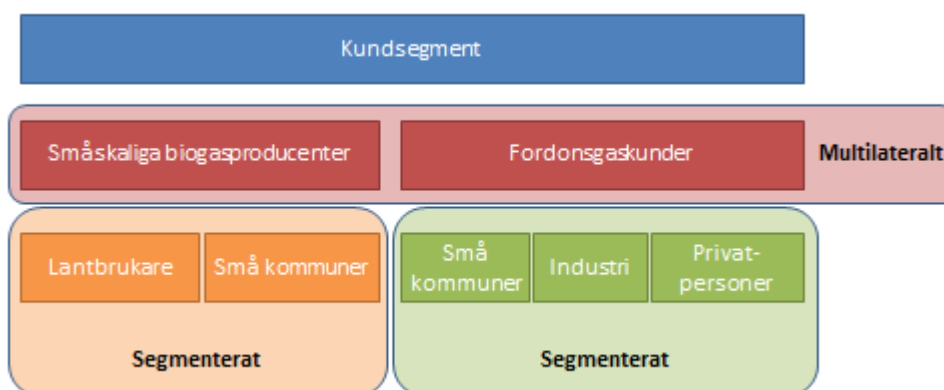 Kundsegment
Småskaliga biogasproducenter
Fordonsgaskunder
Multilateralt
Lantbrukare
Små kommuner
Små
kommuner
Industri
Privat-
personer
Segmenterat
Segmenterat